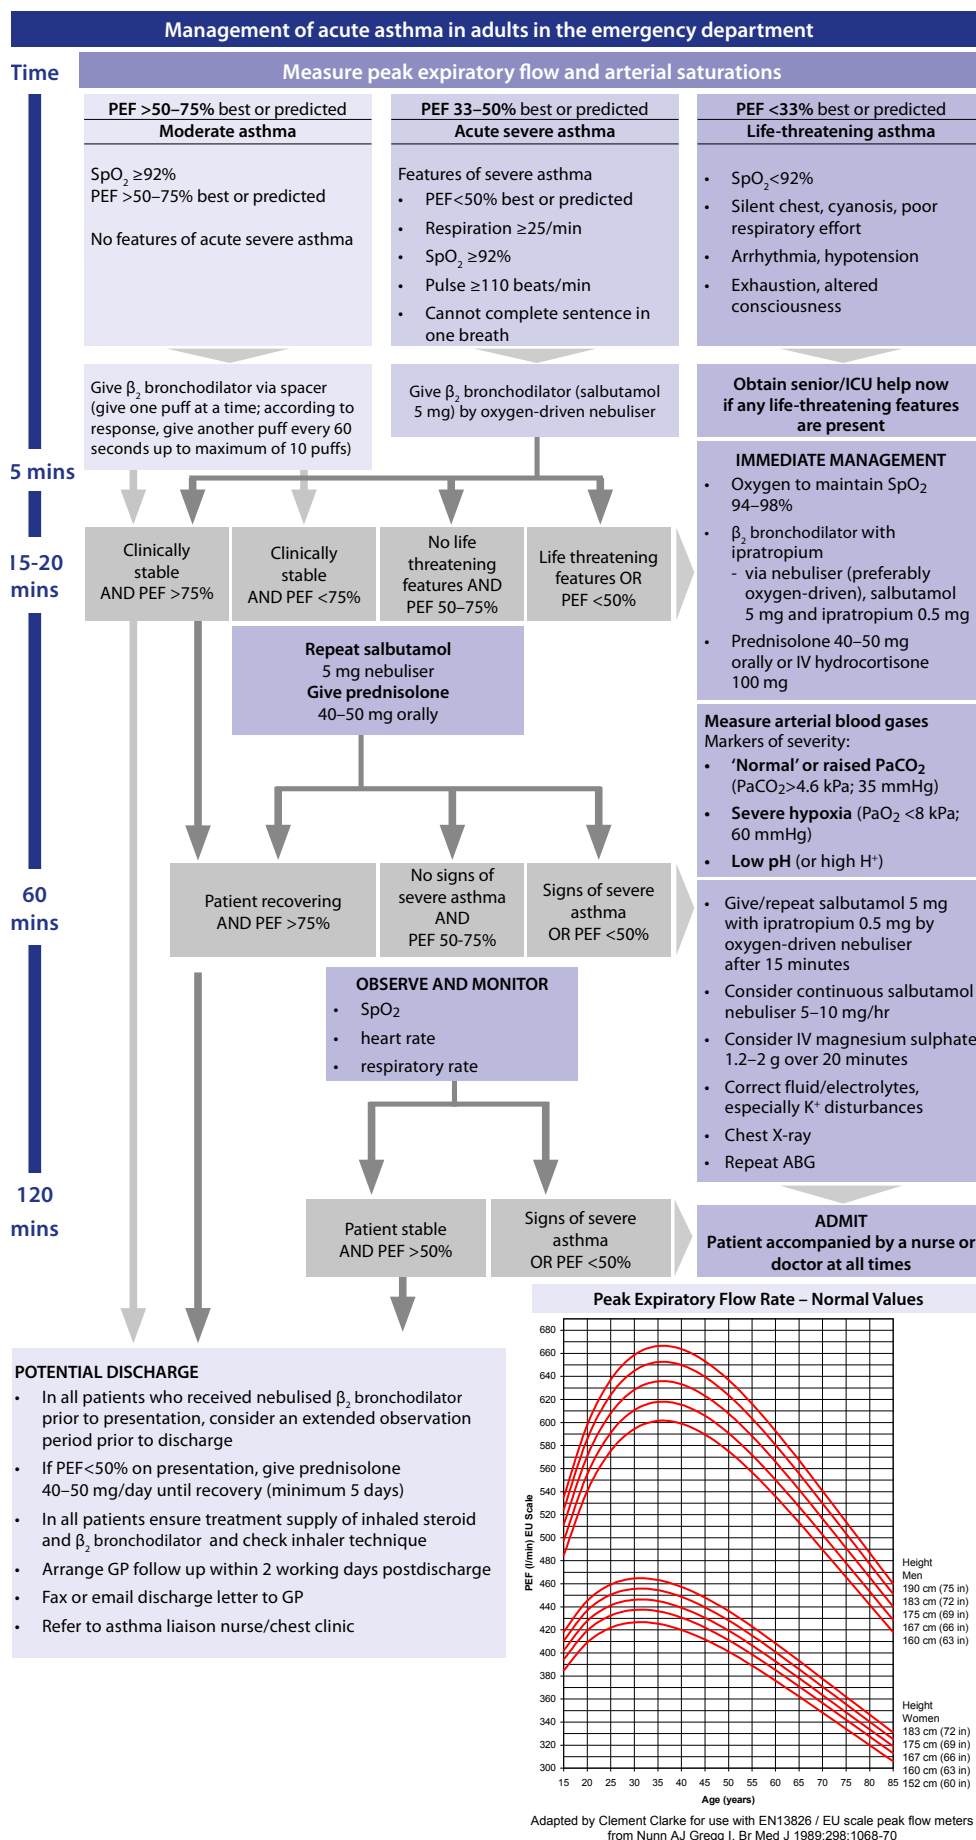 Management of acute asthma in adults in the emergency department
Time
Measure peak expiratory flow and arterial saturations
PEF >50–75% best or predicted
Moderate asthma
SpO2 ≥92%
PEF >50–75% best or predicted
No features of acute severe asthma
PEF 33–50% best or predicted
Acute severe asthma
Features of severe asthma
• PEF<50% best or predicted
• Respiration ≥25/min
• SpO2 ≥92%
• Pulse ≥110 beats/min
• Cannot complete sentence in
one breath
PEF <33% best or predicted
Life-threatening asthma
• SpO2<92%
• Silent chest, cyanosis, poor
respiratory effort
• Arrhythmia, hypotension
• Exhaustion, altered
consciousness
Give β2 bronchodilator via spacer
(give one puff at a time; according to
response, give another puff every 60
seconds up to maximum of 10 puffs)
Give β2 bronchodilator (salbutamol
5 mg) by oxygen-driven nebuliser
Obtain senior/ICU help now
if any life-threatening features
are present
5 mins
IMMEDIATE MANAGEMENT
• Oxygen to maintain SpO2
94–98%
• β2 bronchodilator with
ipratropium
- via nebuliser (preferably
oxygen-driven), salbutamol
5 mg and ipratropium 0.5 mg
• Prednisolone 40–50 mg
orally or IV hydrocortisone
100 mg
15-20
mins
Clinically
stable
AND PEF >75%
Clinically
stable
AND PEF <75%
No life
threatening
features AND
PEF 50–75%
Life threatening
features OR
PEF <50%
Repeat salbutamol
5 mg nebuliser
Give prednisolone
40–50 mg orally
Measure arterial blood gases
Markers of severity:
• 'Normal' or raised PaCO2
(PaCO2>4.6 kPa; 35 mmHg)
• Severe hypoxia (PaO2 <8 kPa;
60 mmHg)
• Low pH (or high H+)
60
mins
Patient recovering
AND PEF >75%
No signs of
severe asthma
AND
PEF 50-75%
Signs of severe
asthma
OR PEF <50%
• Give/repeat salbutamol 5 mg
with ipratropium 0.5 mg by
oxygen-driven nebuliser
after 15 minutes
• Consider continuous salbutamol
nebuliser 5–10 mg/hr
• Consider IV magnesium sulphate
1.2–2 g over 20 minutes
• Correct fluid/electrolytes,
especially K+ disturbances
• Chest X-ray
• Repeat ABG
OBSERVE AND MONITOR
• SpO2
• heart rate
• respiratory rate
120
mins
Patient stable
AND PEF >50%
Signs of severe
asthma
OR PEF <50%
ADMIT
Patient accompanied by a nurse or
doctor at all times
POTENTIAL DISCHARGE
• In all patients who received nebulised β2 bronchodilator
prior to presentation, consider an extended observation
period prior to discharge
• If PEF<50% on presentation, give prednisolone
40–50 mg/day until recovery (minimum 5 days)
• In all patients ensure treatment supply of inhaled steroid
and β2 bronchodilator and check inhaler technique
• Arrange GP follow up within 2 working days postdischarge
• Fax or email discharge letter to GP
• Refer to asthma liaison nurse/chest clinic
Peak Expiratory Flow Rate – Normal Values
PEF (l/min) EU Scale
680
660
640
620
600
580
560
540
520
500
480
460
440
420
400
380
360
340
320
300
Height
Men
190 cm (75 in)
183 cm (72 in)
175 cm (69 in)
167 cm (66 in)
160 cm (63 in)
Height
Women
183 cm (72 in)
175 cm (69 in)
167 cm (66 in)
160 cm (63 in)
152 cm (60 in)
15 20 25 30 35 40 45 50 55 60 65 70 75 80 85
Age (years)
Adapted by Clement Clarke for use with EN13826 / EU scale peak flow meters
from Nunn AJ Gregg I, Br Med J 1989:298:1068-70